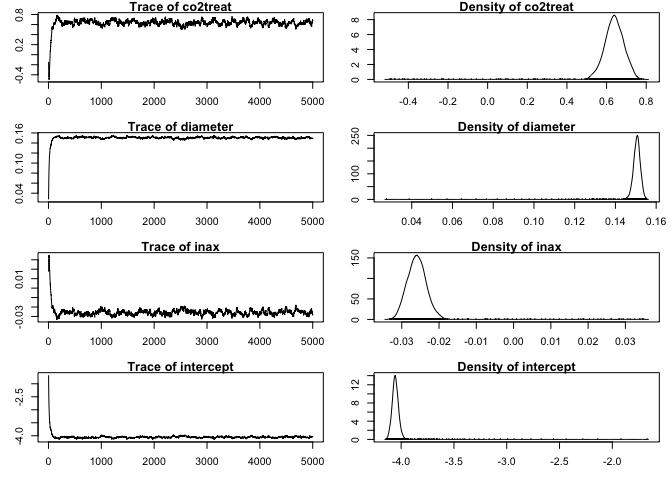 Trace of co2treat
-0.4 0.2 0.8
0 1000 2000 3000 4000 5000
Density of co2treat
0 2 4 6 8
-0.4 -0.2 0.0 0.2 0.4 0.6 0.8
Trace of diameter
0.04 0.10 0.16
0 1000 2000 3000 4000 5000
Density of diameter
0 100 250
0.04 0.06 0.08 0.10 0.12 0.14 0.16
Trace of inax
-0.03 0.01
0 1000 2000 3000 4000 5000
Density of inax
0 50 150
-0.03 -0.02 -0.01 0.00 0.01 0.02 0.03
Trace of intercept
-4.0 -2.5
0 1000 2000 3000 4000 5000
Density of intercept
0 4 8 12
-4.0 -3.5 -3.0 -2.5 -2.0